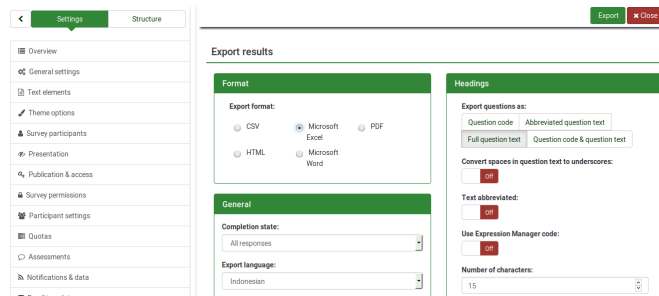 Settings
Structure
Export
Close
Overview
General settings
Text elements
Theme options
Survey participants
Presentation
Publication & access
Survey permissions
Participant settings
Quotas
Assessments
Notifications & data
Export results
Format
Export format:
CSV
Microsoft
Excel
PDF
HTML
Microsoft
Word
General
Completion state:
All responses
Export language:
Indonesian
Headings
Export questions as:
Question code
Abbreviated question text
Full question text
Question code & question text
Convert spaces in question text to underscores:
Off
Text abbreviated:
Off
Use Expression Manager code:
Off
Number of characters:
15